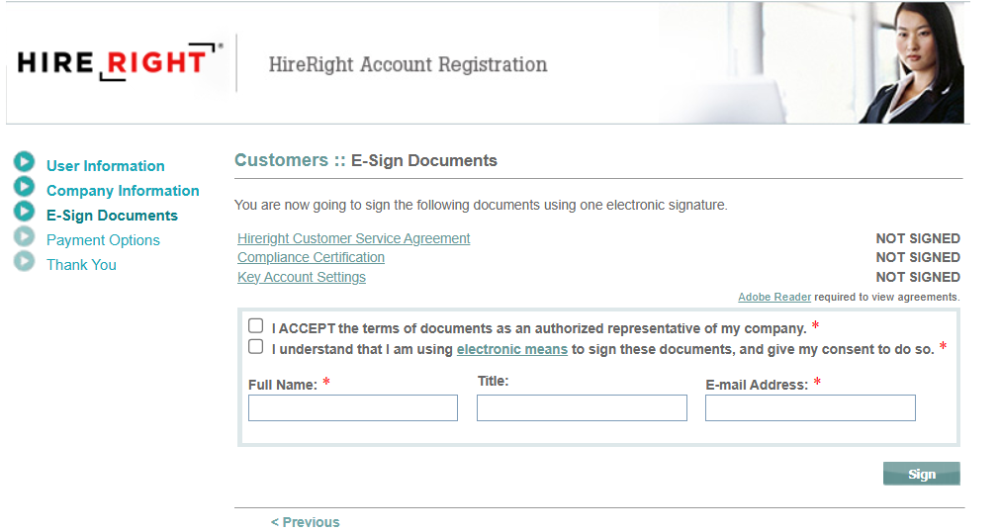 HIRE RIGHT
HireRight Account Registration
User Information
Company Information
E-Sign Documents
Payment Options
Thank You
Customers :: E-Sign Documents
You are now going to sign the following documents using one electronic signature.
Hireright Customer Service Agreement NOT SIGNED
Compliance Certification NOT SIGNED
Key Account Settings NOT SIGNED
Adobe Reader required to view agreements.
I ACCEPT the terms of documents as an authorized representative of my company. *
I understand that I am using electronic means to sign these documents, and give my consent to do so. *
Full Name: * Title: E-mail Address: *
Sign
< Previous